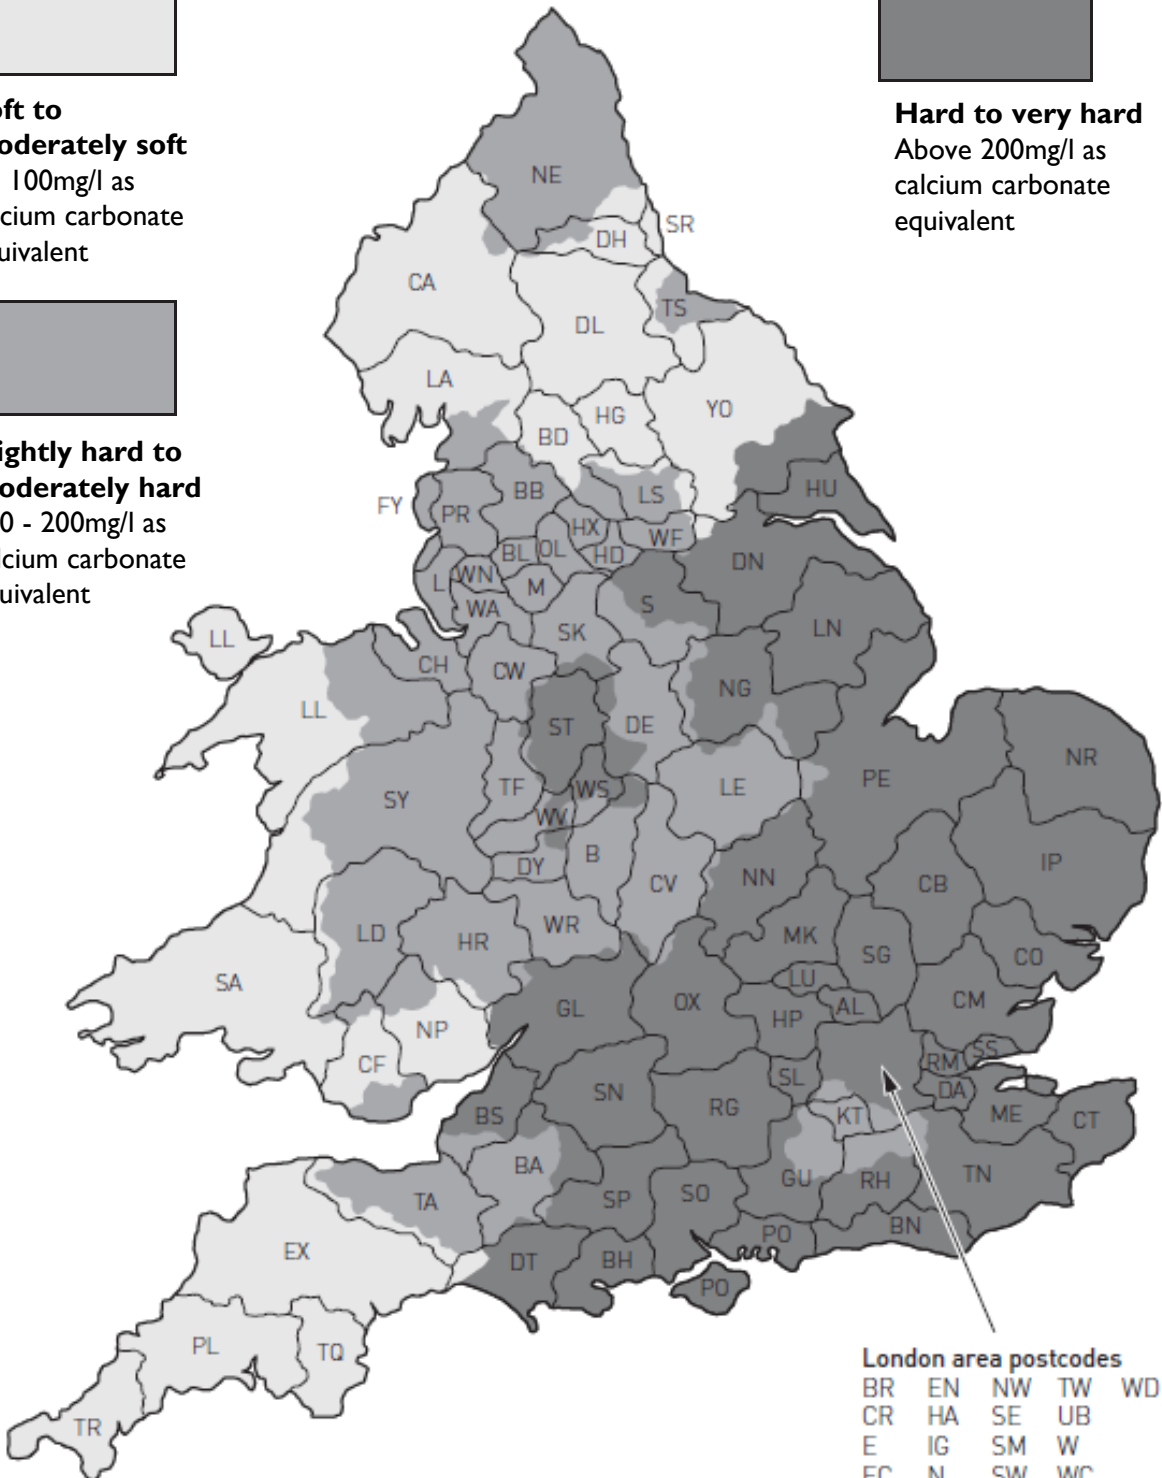 oft to
oderately soft
100mg/l as
lcium carbonate
uivalent
Hard to very hard
Above 200mg/l as
calcium carbonate
equivalent
ightly hard to
oderately hard
0 - 200mg/l as
lcium carbonate
uivalent
NE
SR
DH
CA
TS
DL
LA
HG
YO
BD
HU
FY
PR
BB
LS
HX
WF
BL
OL
HD
DN
L
WN
M
S
WA
SK
LN
LL
CH
CW
NG
LL
ST
DE
NR
SY
TF
WS
LE
PE
WV
DY
B
CV
NN
CB
IP
LD
HR
WR
MK
SG
CO
SA
LU
NP
GL
OX
HP
AL
CM
CF
SL
RM
SS
SN
RG
DA
BS
KT
ME
CT
BA
TA
SP
SO
GU
RH
TN
EX
DT
BH
PO
BN
PO
PL
TQ
TR
London area postcodes
BR EN NW TW WD
CR HA SE UB
E IG SM W
EC N SW WC